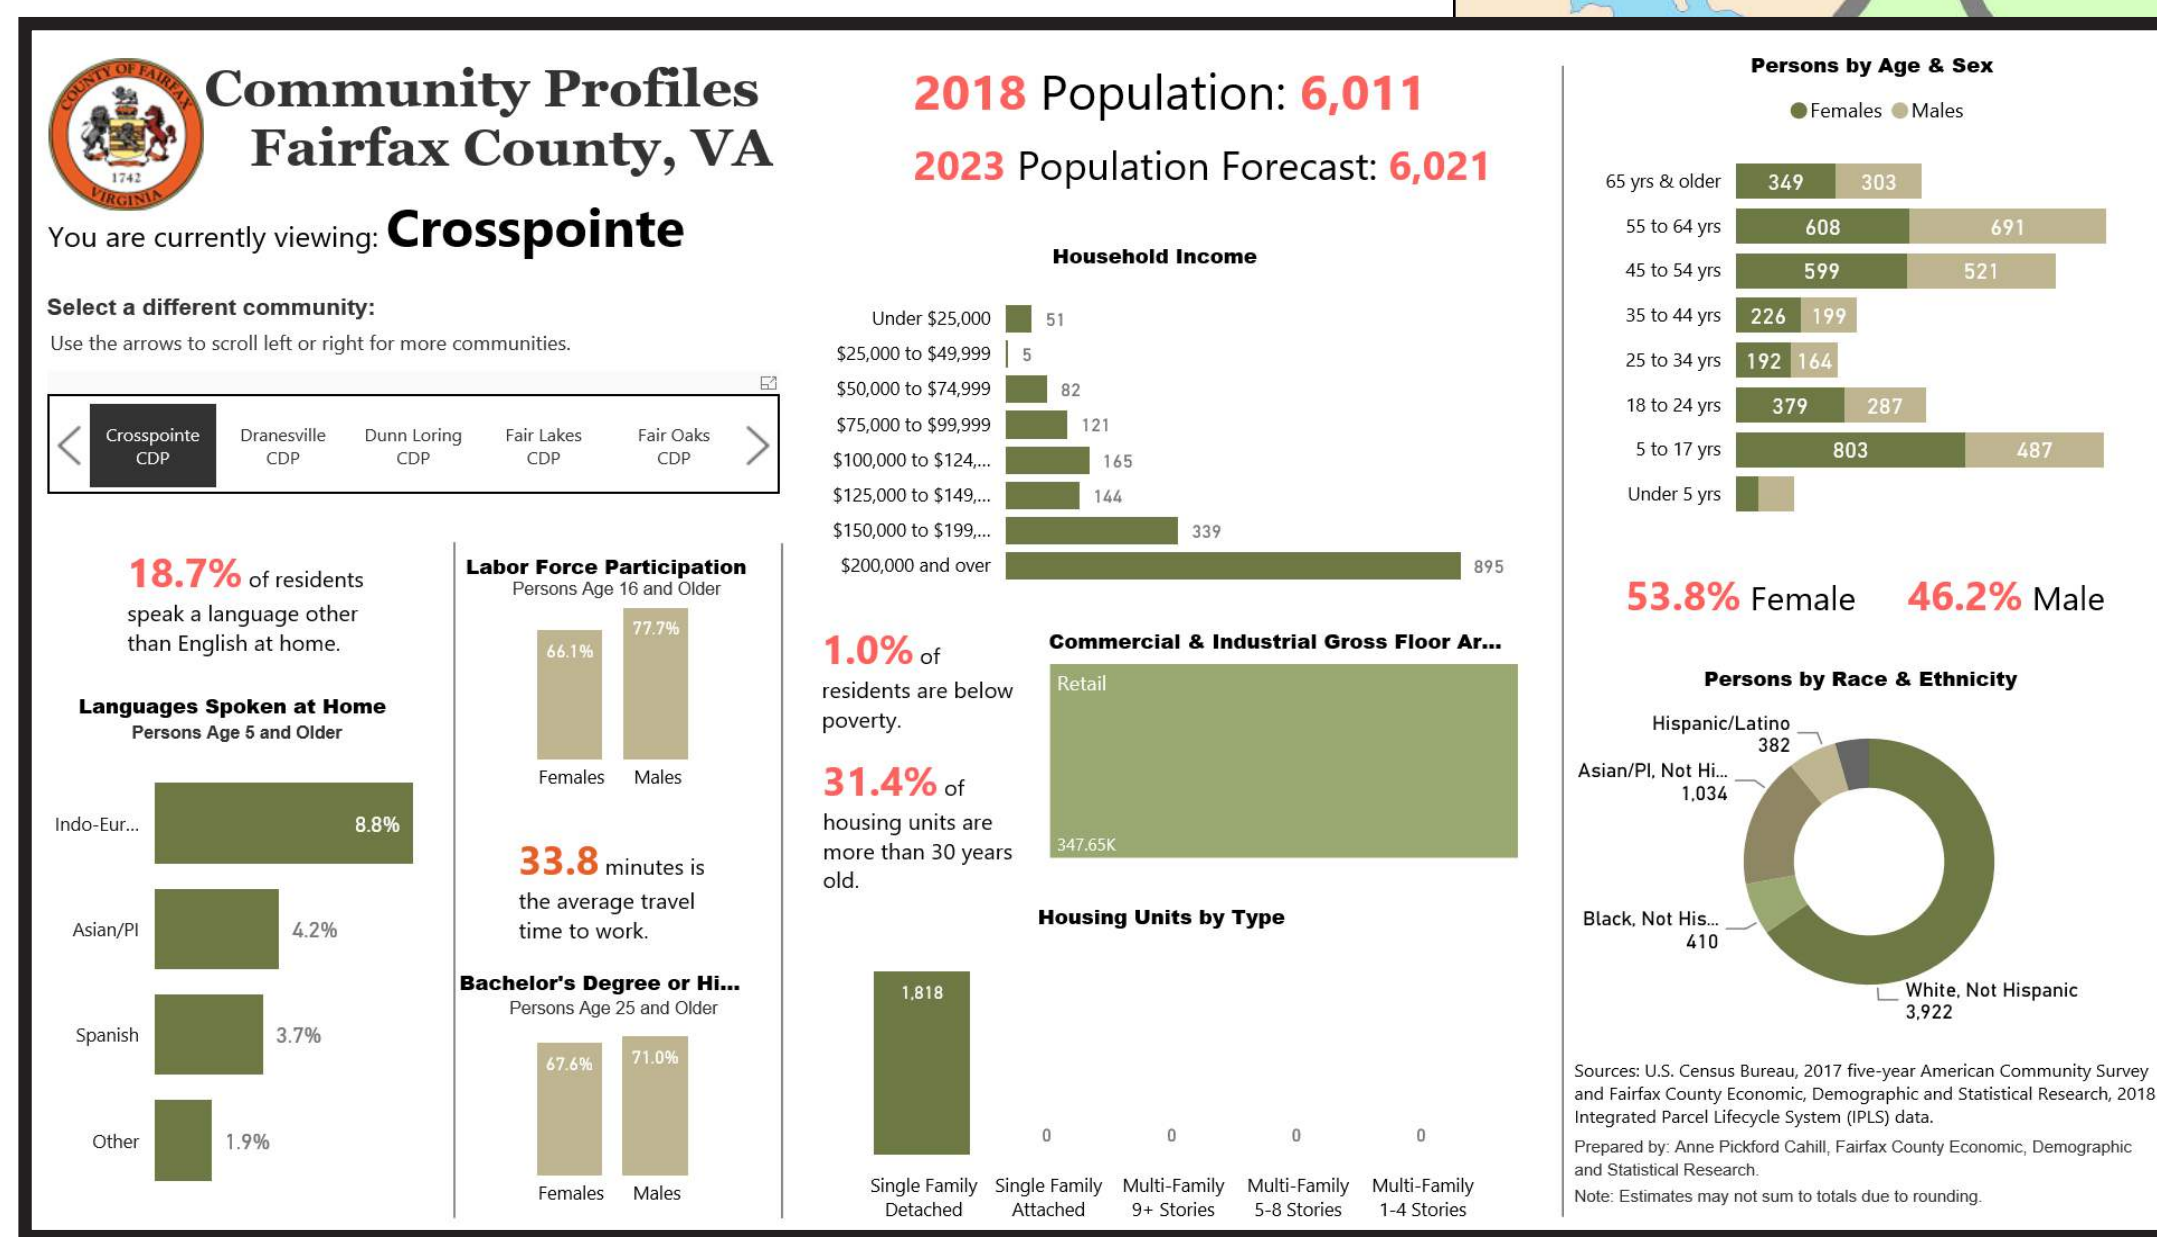 COUNTY OF FAIRFAX
1742
VIRGINIA
Community Profiles
Fairfax County, VA
You are currently viewing: Crosspointe
Select a different community:
Use the arrows to scroll left or right for more communities.
Crosspointe CDP
Dranesville CDP
Dunn Loring CDP
Fair Lakes CDP
Fair Oaks CDP
18.7% of residents
speak a language other
than English at home.
Languages Spoken at Home
Persons Age 5 and Older
Indo-Eur... 8.8%
Asian/PI 4.2%
Spanish 3.7%
Other 1.9%
Labor Force Participation
Persons Age 16 and Older
66.1% 77.7%
Females Males
33.8 minutes is
the average travel
time to work.
Bachelor's Degree or Hi...
Persons Age 25 and Older
67.6% 71.0%
Females Males
2018 Population: 6,011
2023 Population Forecast: 6,021
Household Income
Under $25,000 51
$25,000 to $49,999 5
$50,000 to $74,999 82
$75,000 to $99,999 121
$100,000 to $124,... 165
$125,000 to $149,... 144
$150,000 to $199,... 339
$200,000 and over 895
1.0% of
residents are below
poverty.
31.4% of
housing units are
more than 30 years
old.
Commercial & Industrial Gross Floor Ar...
Retail
347.65K
Housing Units by Type
1,818 0 0 0 0
Single Family Detached
Single Family Attached
Multi-Family 9+ Stories
Multi-Family 5-8 Stories
Multi-Family 1-4 Stories
Persons by Age & Sex
Females Males
65 yrs & older 349 303
55 to 64 yrs 608 691
45 to 54 yrs 599 521
35 to 44 yrs 226 199
25 to 34 yrs 192 164
18 to 24 yrs 379 287
5 to 17 yrs 803 487
Under 5 yrs
53.8% Female 46.2% Male
Persons by Race & Ethnicity
Hispanic/Latino
382
Asian/PI, Not Hi...
1,034
Black, Not His...
410
White, Not Hispanic
3,922
Sources: U.S. Census Bureau, 2017 five-year American Community Survey
and Fairfax County Economic, Demographic and Statistical Research, 2018
Integrated Parcel Lifecycle System (IPLS) data.
Prepared by: Anne Pickford Cahill, Fairfax County Economic, Demographic
and Statistical Research.
Note: Estimates may not sum to totals due to rounding.